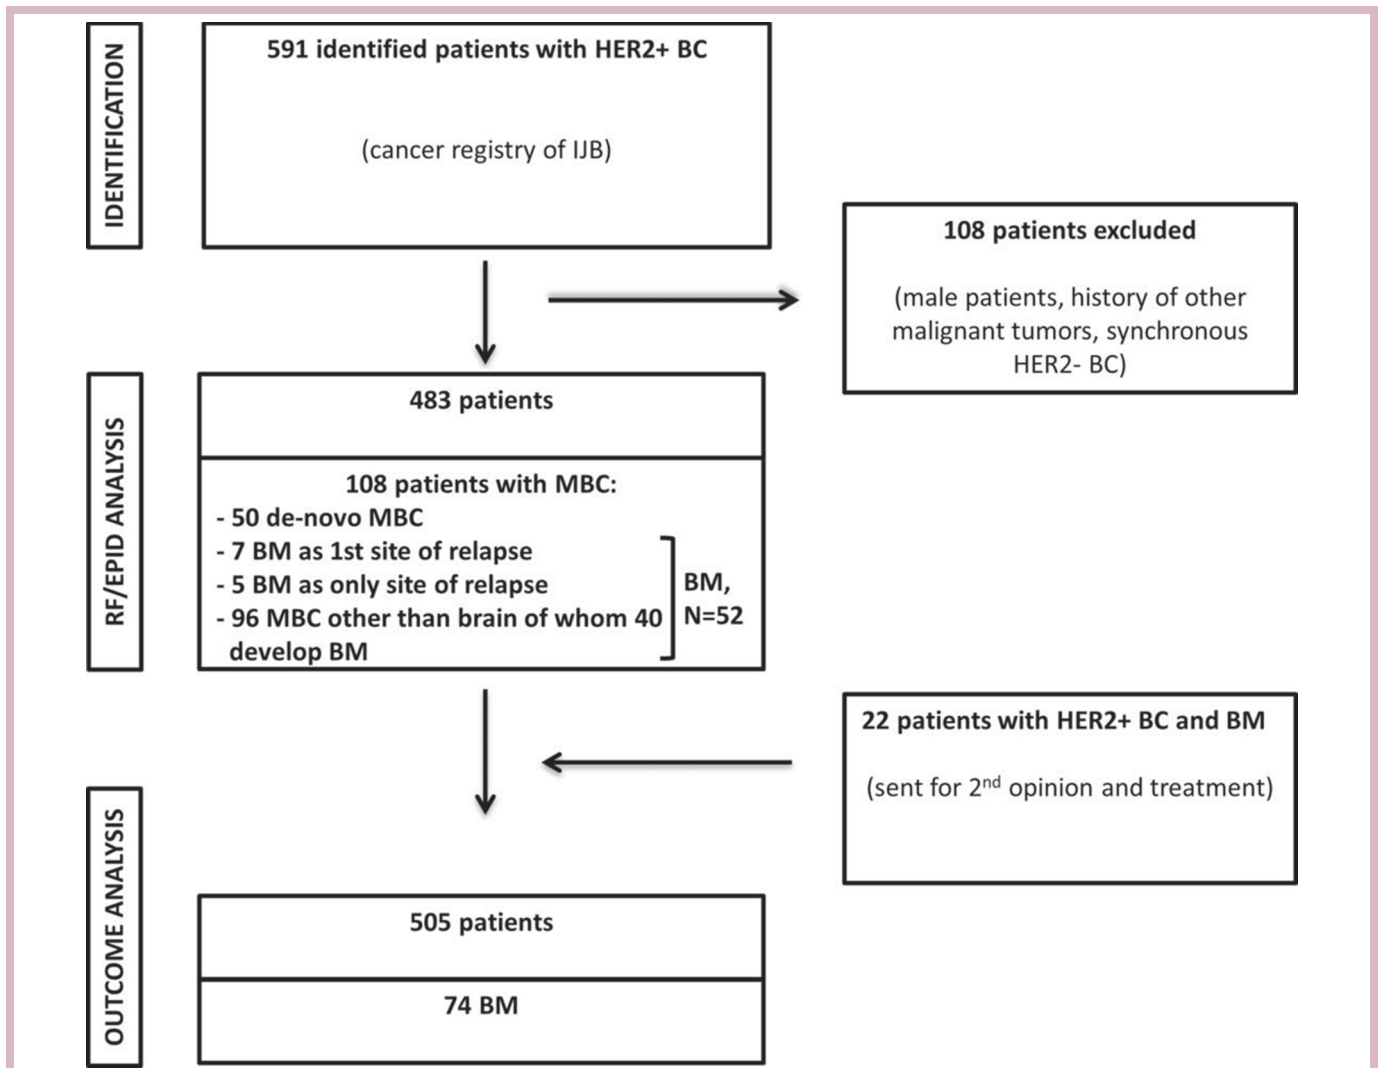 IDENTIFICATION
591 identified patients with HER2+ BC
(cancer registry of IJB)
108 patients excluded
(male patients, history of other
malignant tumors, synchronous
HER2- BC)
RF/EPID ANALYSIS
483 patients
108 patients with MBC:
- 50 de-novo MBC
- 7 BM as 1st site of relapse
- 5 BM as only site of relapse
- 96 MBC other than brain of whom 40
develop BM
BM,
N=52
22 patients with HER2+ BC and BM
(sent for 2nd opinion and treatment)
OUTCOME ANALYSIS
505 patients
74 BM